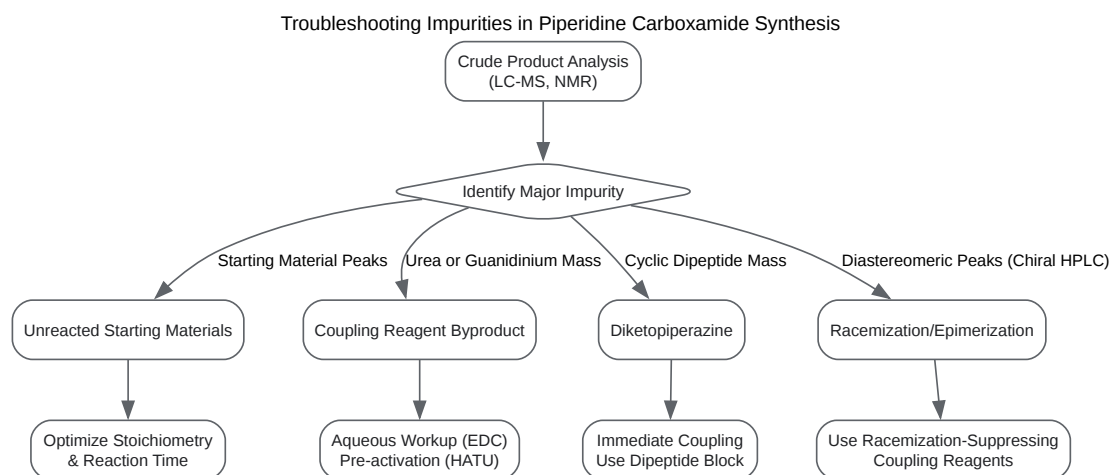 Troubleshooting Impurities in Piperidine Carboxamide Synthesis
Crude Product Analysis
(LC-MS, NMR)
Identify Major Impurity
Starting Material Peaks
Urea or Guanidinium Mass
Cyclic Dipeptide Mass
Diastereomeric Peaks (Chiral HPLC)
Unreacted Starting Materials
Coupling Reagent Byproduct
Diketopiperazine
Racemization/Epimerization
Optimize Stoichiometry
& Reaction Time
Aqueous Workup (EDC)
Pre-activation (HATU)
Immediate Coupling
Use Dipeptide Block
Use Racemization-Suppressing
Coupling Reagents